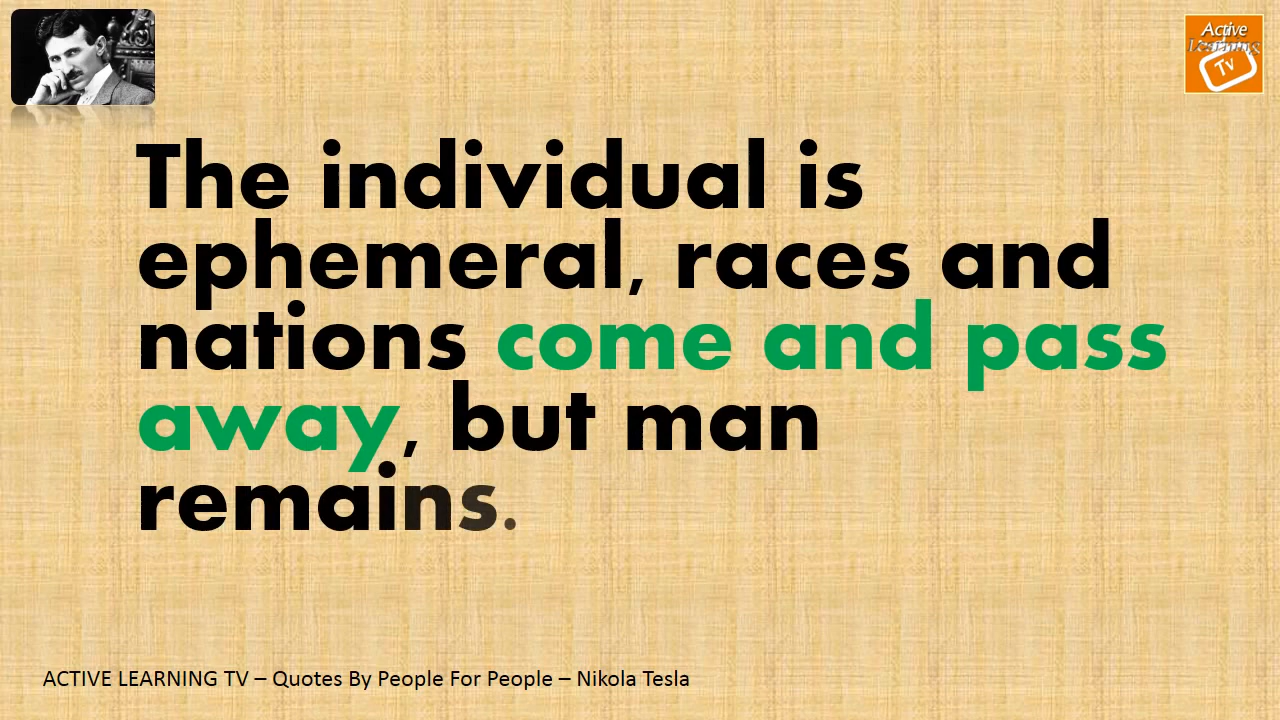 Active
Learning
Tv
The individual is
ephemeral, races and
nations come and pass
away, but man
remains.
ACTIVE LEARNING TV – Quotes By People For People – Nikola Tesla